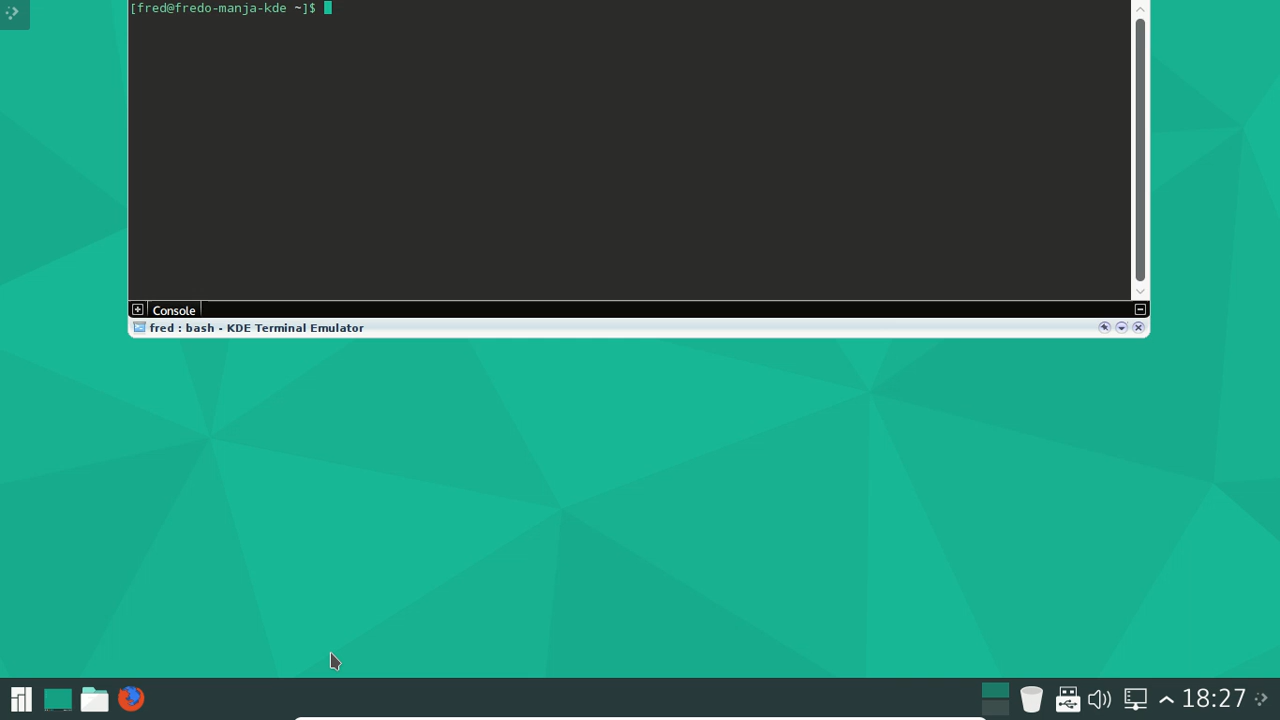 [fred@fredo-manja-kde ~]$
Console
fred : bash - KDE Terminal Emulator
18:27